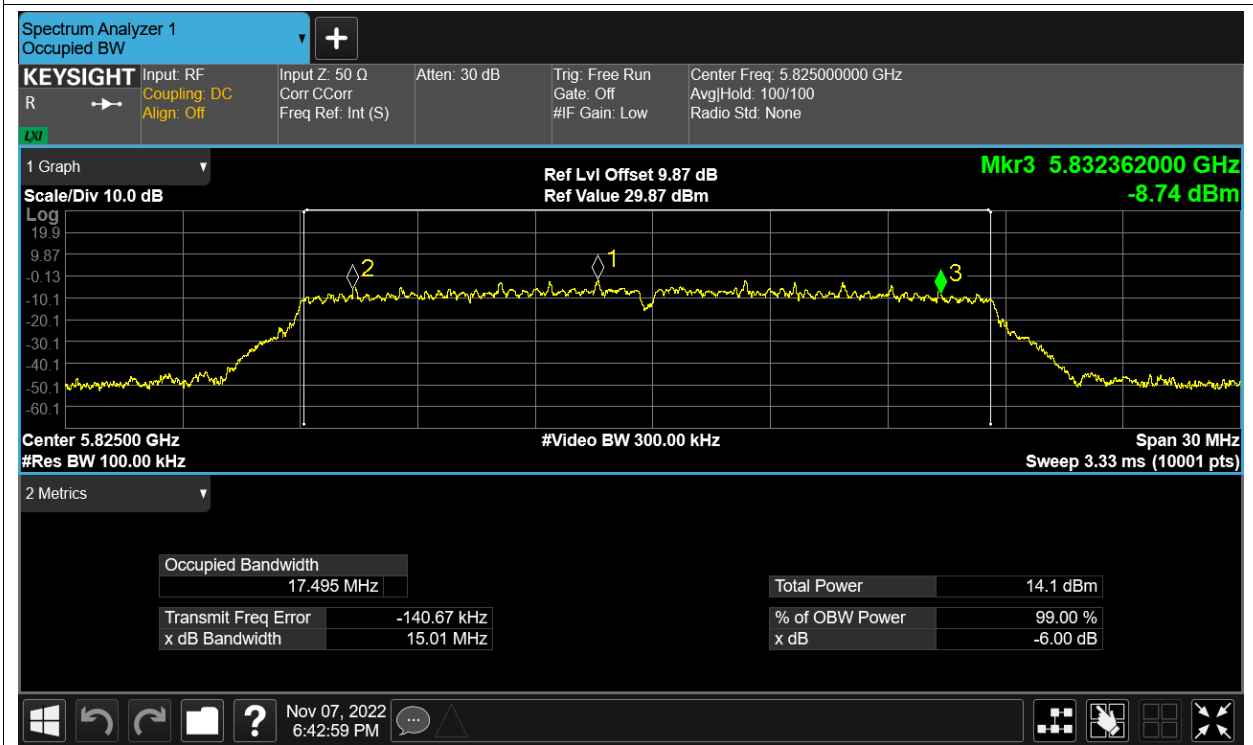 Spectrum Analyzer 1
Occupied BW
KEYSIGHT
R
LXI
Input: RF
Coupling: DC
Align: Off
Input Z: 50 Ω
Corr CCorr
Freq Ref: Int (S)
Atten: 30 dB
Trig: Free Run
Gate: Off
#IF Gain: Low
Center Freq: 5.825000000 GHz
Avg|Hold: 100/100
Radio Std: None
1 Graph
Scale/Div 10.0 dB
Ref Lvl Offset 9.87 dB
Ref Value 29.87 dBm
Mkr3 5.832362000 GHz
-8.74 dBm
Log
19.9
9.87
-0.13
-10.1
-20.1
-30.1
-40.1
-50.1
-60.1
2
1
3
Center 5.82500 GHz
#Video BW 300.00 kHz
Span 30 MHz
#Res BW 100.00 kHz
Sweep 3.33 ms (10001 pts)
2 Metrics
Occupied Bandwidth
17.495 MHz
Transmit Freq Error -140.67 kHz
x dB Bandwidth 15.01 MHz
Total Power 14.1 dBm
% of OBW Power 99.00 %
x dB -6.00 dB
?
Nov 07, 2022
6:42:59 PM